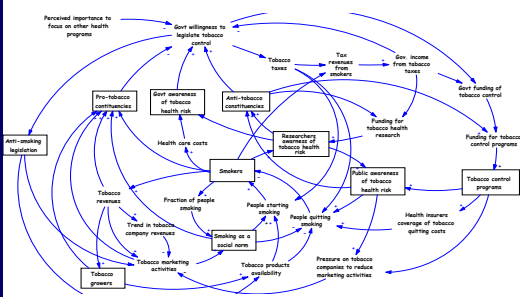 Perceived importance to
focus on other health
programs
Govt willingness to
legislate tobacco
control
Tobacco
taxes
Tax
revenues
from
smokers
Gov. income
from tobacco
taxes
Govt funding of
tobacco control
Pro-tobacco
contituencies
Govt awareness
of tobacco
health risk
Anti-tobacco
constituencies
Funding for
tobacco health
research
Funding for tobacco
control programs
Anti-smoking
legislation
Health care costs
Researchers
awareness of
tobacco health
risk
Smokers
Public awareness
of tobacco
health risk
Tobacco control
programs
Tobacco
revenues
Fraction of people
smoking
People starting
smoking
People quitting
smoking
Health insurers
coverage of tobacco
quitting costs
Trend in tobacco
company revenues
Smoking as a
social norm
Tobacco marketing
activities
Tobacco products
availability
Pressure on tobacco
companies to reduce
marketing activities
Tobacco
growers